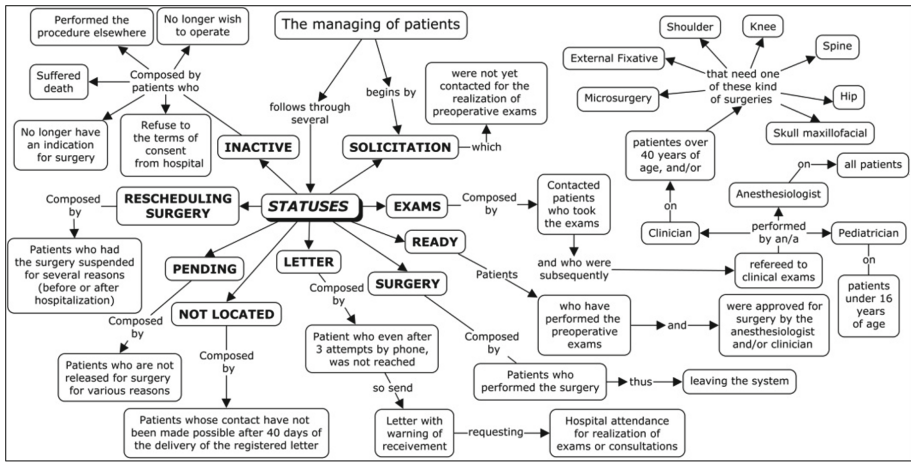 The managing of patients
follows through
several
begins by
Performed the
procedure elsewhere
No longer wish
to operate
Suffered
death
Composed by
patients who
No longer have
an indication
for surgery
Refuse to
the terms of
consent
from hospital
INACTIVE
SOLICITATION
which
were not yet
contacted for the
realization of
preoperative exams
STATUSES
RESCHEDULING
SURGERY
Composed
by
Patients who had
the surgery suspended
for several reasons
(before or after
hospitalization)
PENDING
Composed
by
Patients who are not
released for surgery
for various reasons
NOT LOCATED
Composed
by
Patients whose contact have not
been made possible after 40 days of
the delivery of the registered letter
LETTER
Composed
by
Patient who even after
3 attempts by phone,
was not reached
so send
Letter with
warning of
receivement
requesting
Hospital attendance
for realization of
exams or consultations
SURGERY
Composed
by
Patients who
performed the surgery
thus
leaving the system
READY
Patients
who have
performed the
preoperative
exams
and
were approved for
surgery by the
anesthesiologist
and/or clinician
EXAMS
Composed
by
Contacted
patients
who took
the exams
and who were
subsequently
refereed to
clinical exams
performed
by an/a
Clinician
on
patientes over
40 years of
age, and/or
that need one
of these kind
of surgeries
Microsurgery
External Fixative
Shoulder
Knee
Spine
Hip
Skull maxillofacial
Anesthesiologist
on
all patients
Pediatrician
on
patients
under 16
years of
age